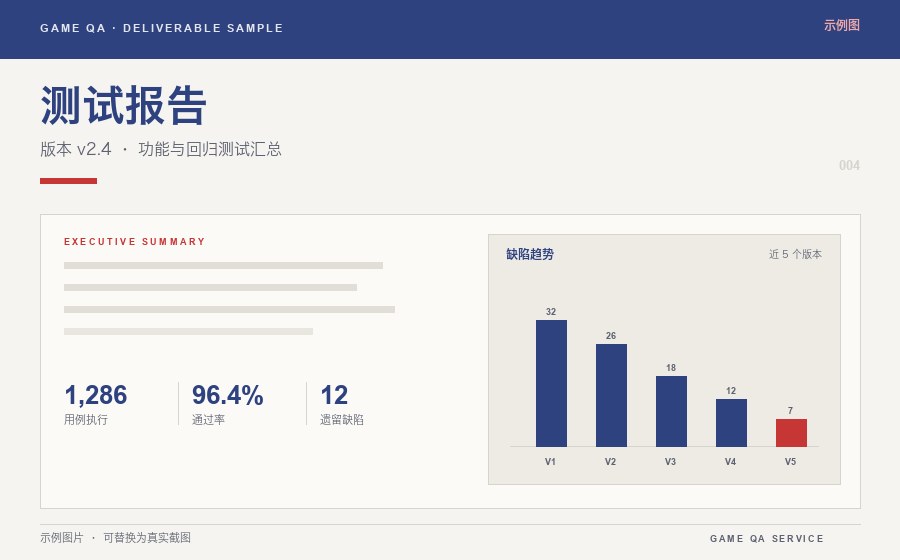 GAME QA · DELIVERABLE SAMPLE
示例图
测试报告
版本 v2.4 · 功能与回归测试汇总
004
EXECUTIVE SUMMARY
1,286
用例执行
96.4%
通过率
12
遗留缺陷
缺陷趋势
近 5 个版本
32
26
18
12
7
V1
V2
V3
V4
V5
示例图片 · 可替换为真实截图
GAME QA SERVICE